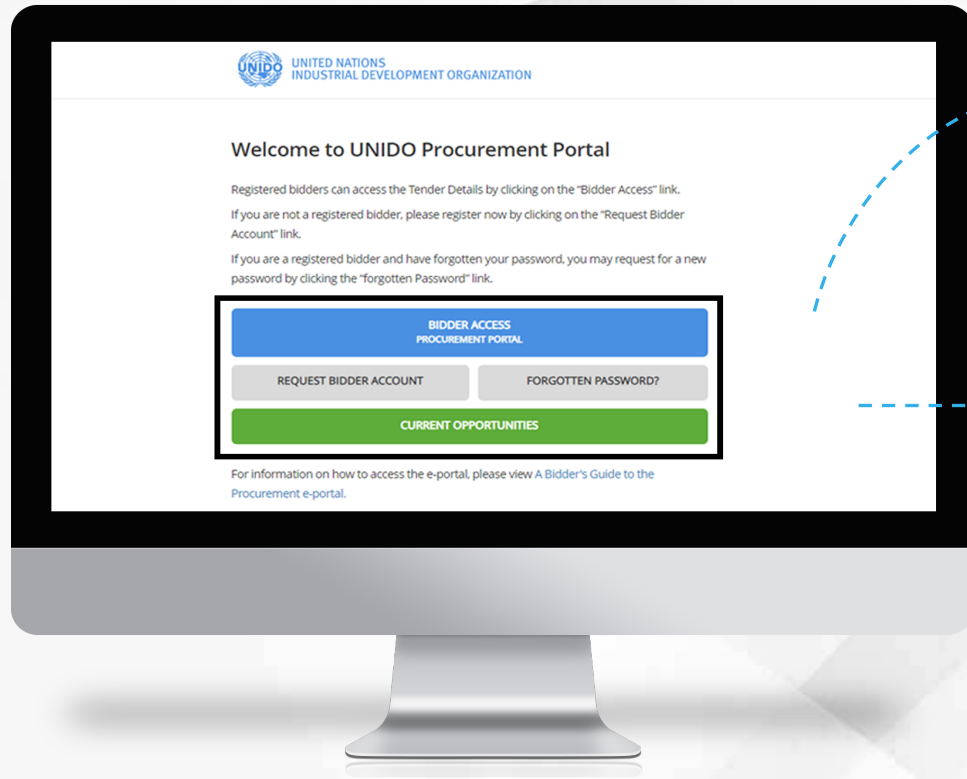 UNIDO
UNITED NATIONS
INDUSTRIAL DEVELOPMENT ORGANIZATION
Welcome to UNIDO Procurement Portal
Registered bidders can access the Tender Details by clicking on the "Bidder Access" link.
If you are not a registered bidder, please register now by clicking on the "Request Bidder
Account" link.
If you are a registered bidder and have forgotten your password, you may request for a new
password by clicking the "forgotten Password" link.
BIDDER ACCESS
PROCUREMENT PORTAL
REQUEST BIDDER ACCOUNT
FORGOTTEN PASSWORD?
CURRENT OPPORTUNITIES
For information on how to access the e-portal, please view A Bidder's Guide to the
Procurement e-portal.